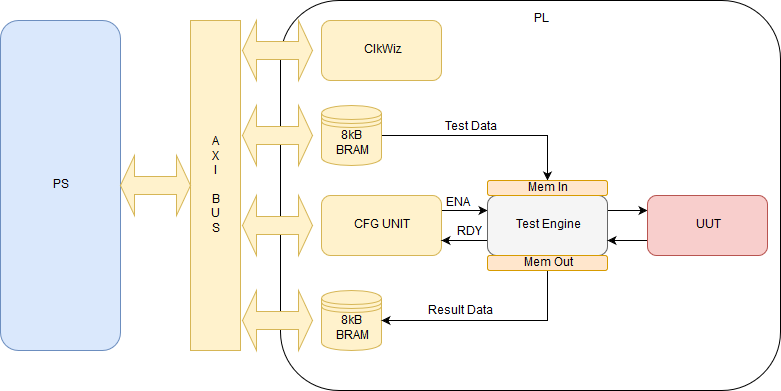 PL
PS
A
X
I
B
U
S
ClkWiz
8kB
BRAM
Test Data
Mem In
CFG UNIT
ENA
RDY
Test Engine
UUT
Mem Out
8kB
BRAM
Result Data